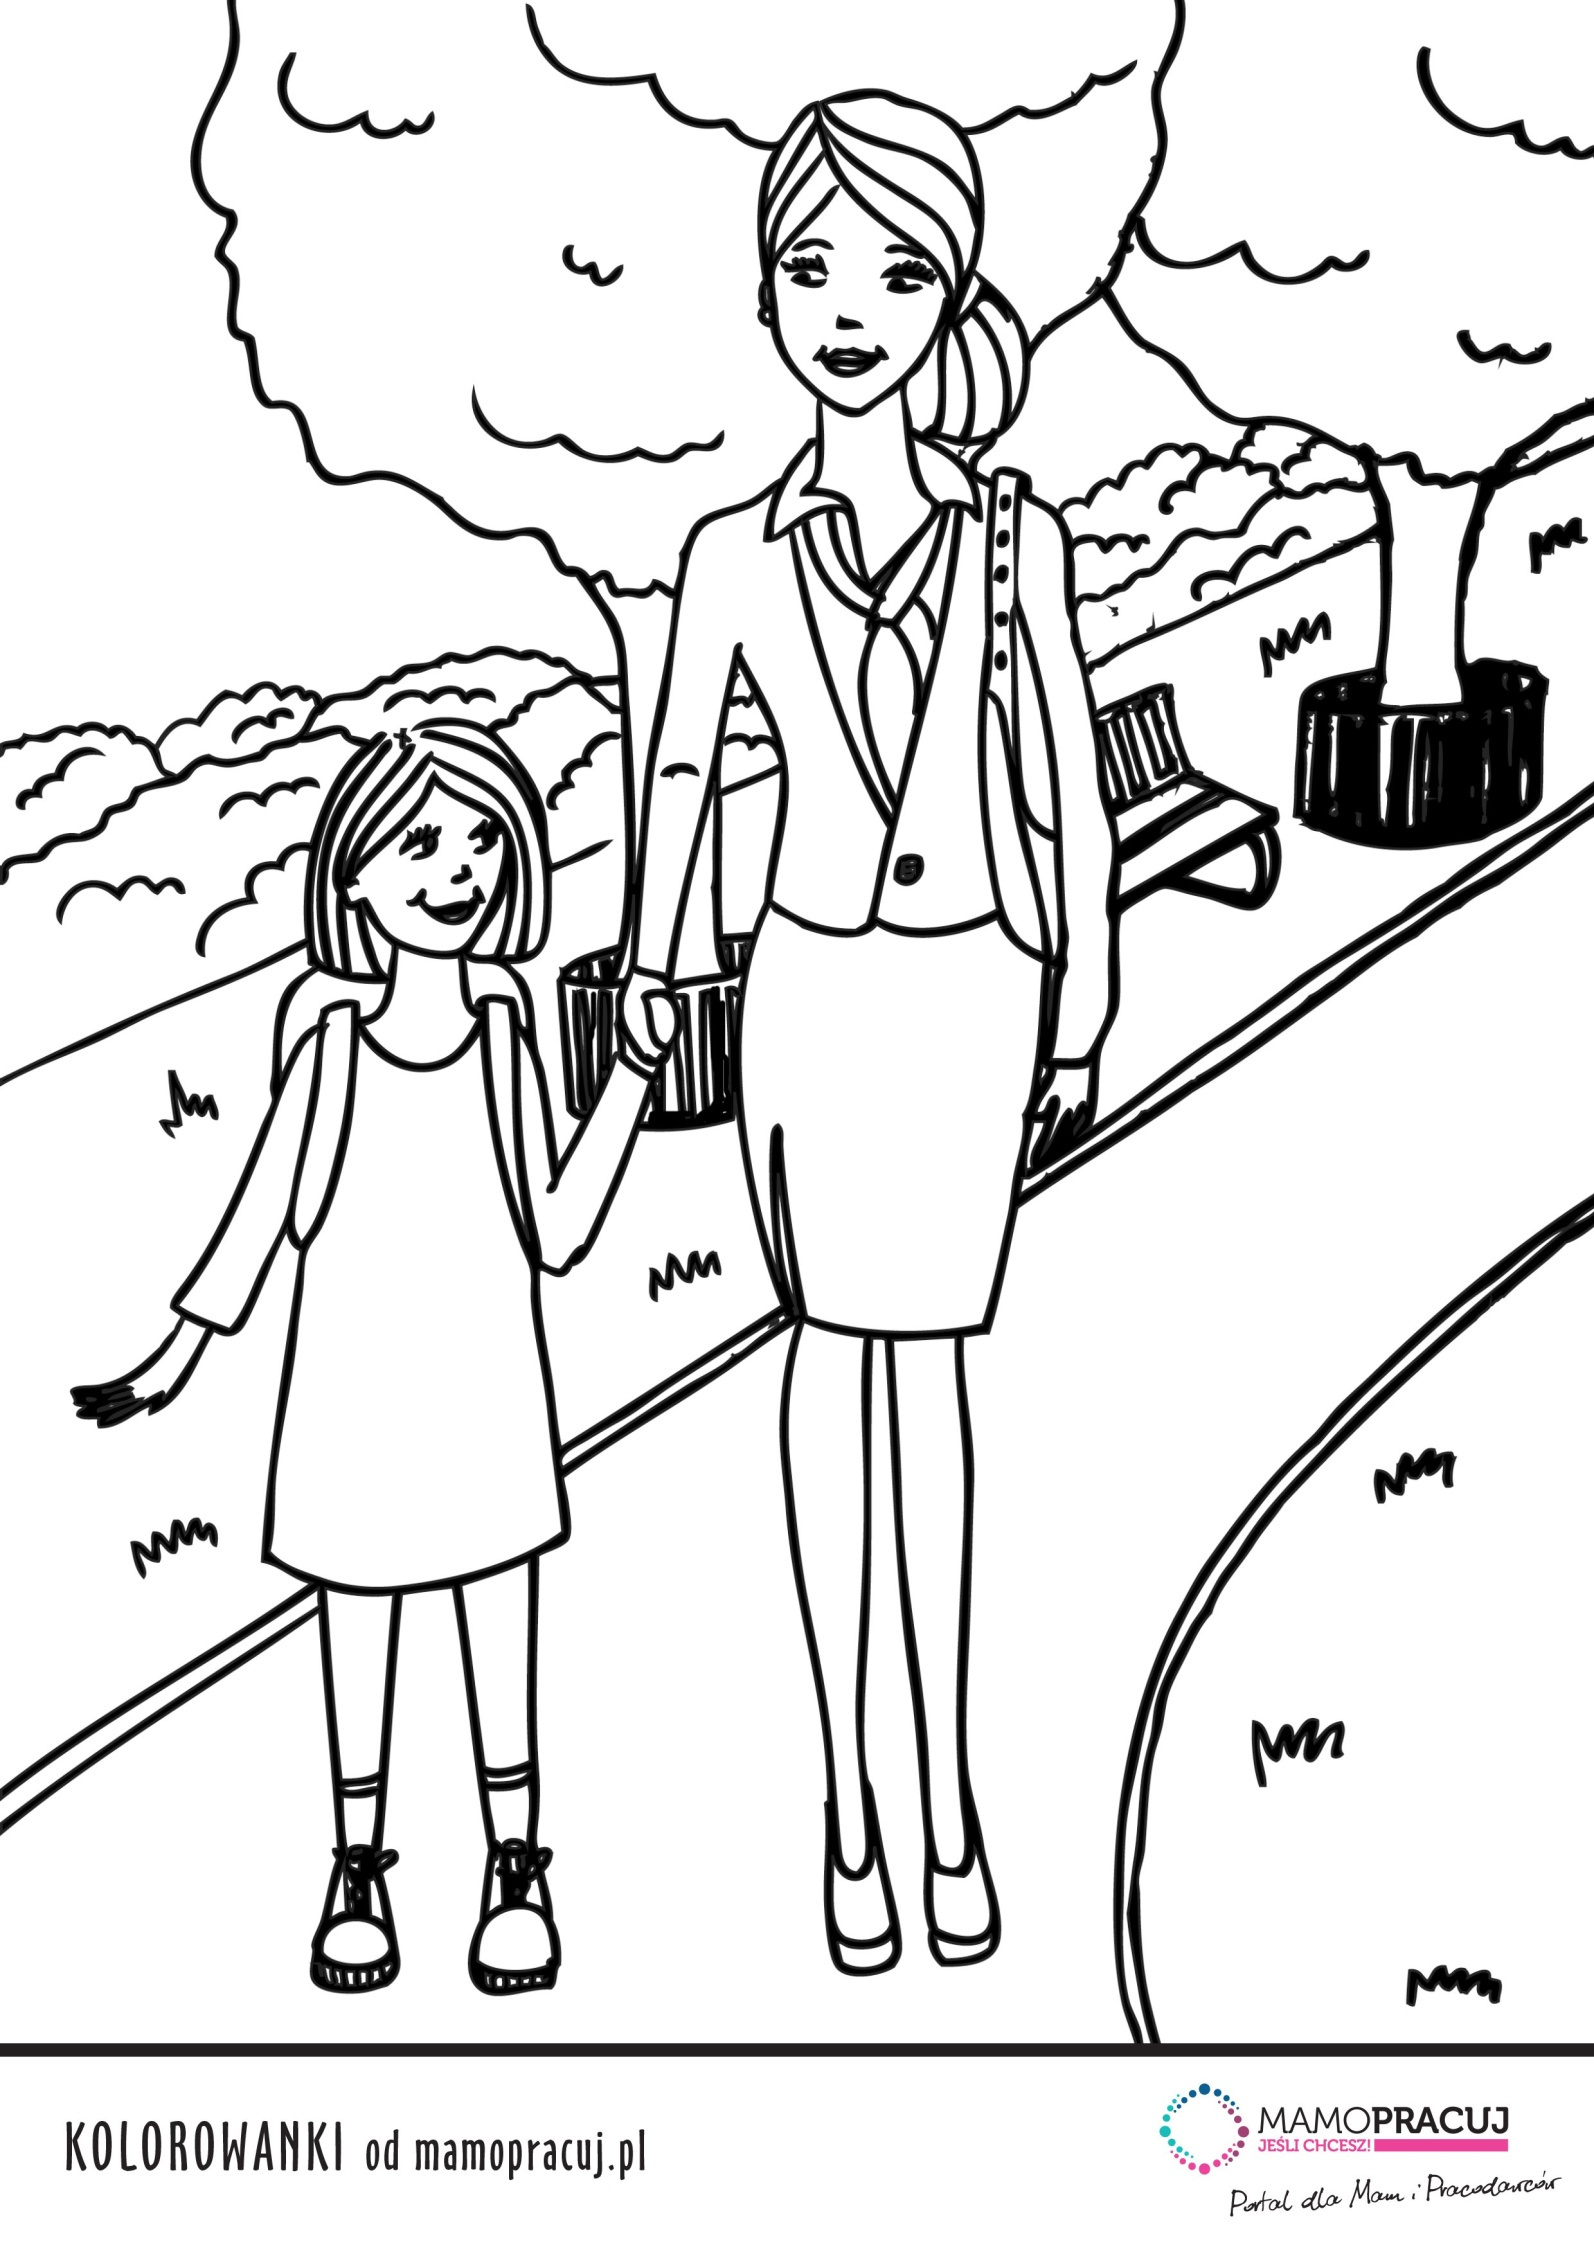 KOLOROWANKI od mamopracuj.pl
MAMOPRACUJ
JEŚLI CHCESZ!
Portal dla Mam i Pracodawców